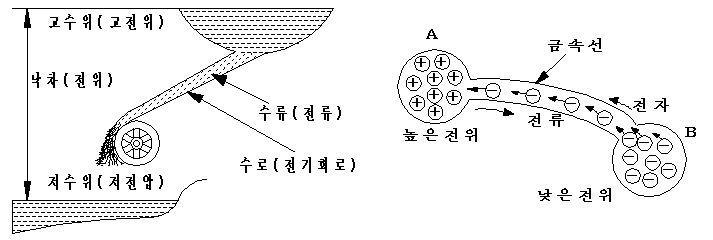 고수위(고전위)
낙차(전위)
수류(전류)
수로(전기회로)
저수위(저전압)
A
금속선
전자
전류
높은전위
B
낮은전위